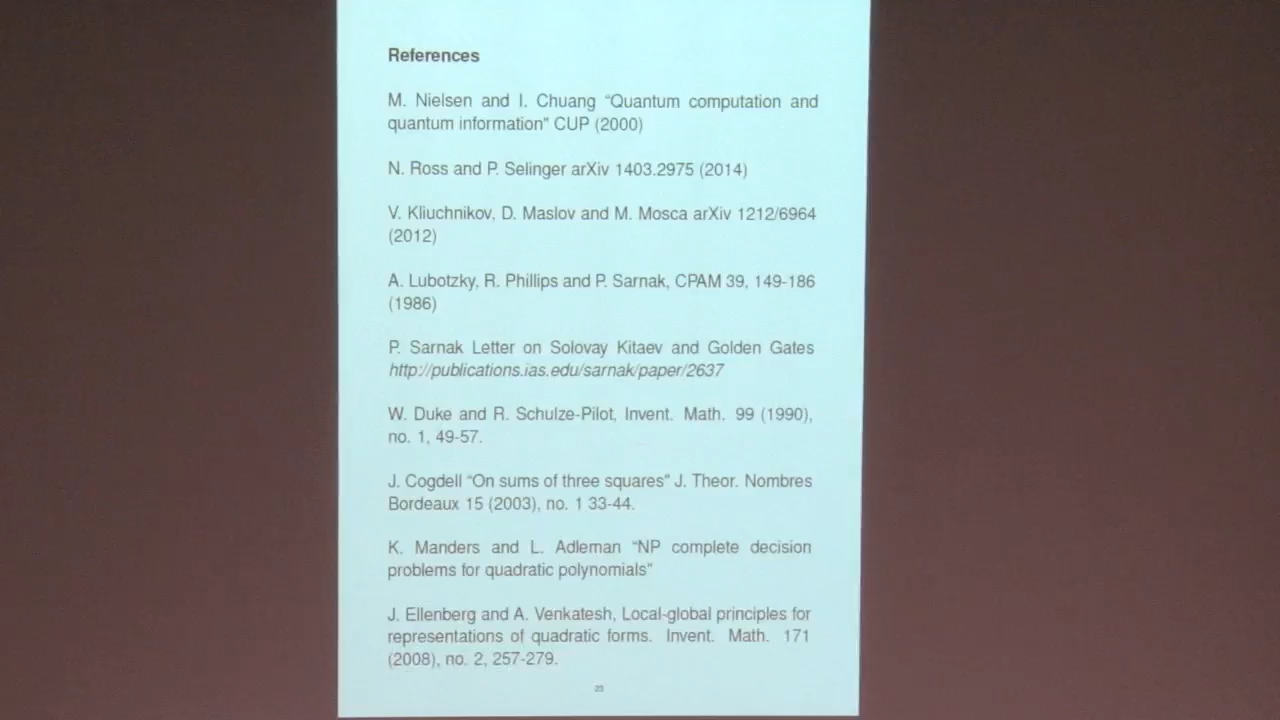 References
M. Nielsen and I. Chuang “Quantum computation and
quantum information” CUP (2000)
N. Ross and P. Selinger arXiv 1403.2975 (2014)
V. Kliuchnikov, D. Maslov and M. Mosca arXiv 1212/6964
(2012)
A. Lubotzky, R. Phillips and P. Sarnak, CPAM 39, 149-186
(1986)
P. Sarnak Letter on Solovay Kitaev and Golden Gates
http://publications.ias.edu/sarnak/paper/2637
W. Duke and R. Schulze-Pilot, Invent. Math. 99 (1990),
no. 1, 49-57.
J. Cogdell “On sums of three squares” J. Theor. Nombres
Bordeaux 15 (2003), no. 1 33-44.
K. Manders and L. Adleman “NP complete decision
problems for quadratic polynomials”
J. Ellenberg and A. Venkatesh, Local-global principles for
representations of quadratic forms. Invent. Math. 171
(2008), no. 2, 257-279.
23